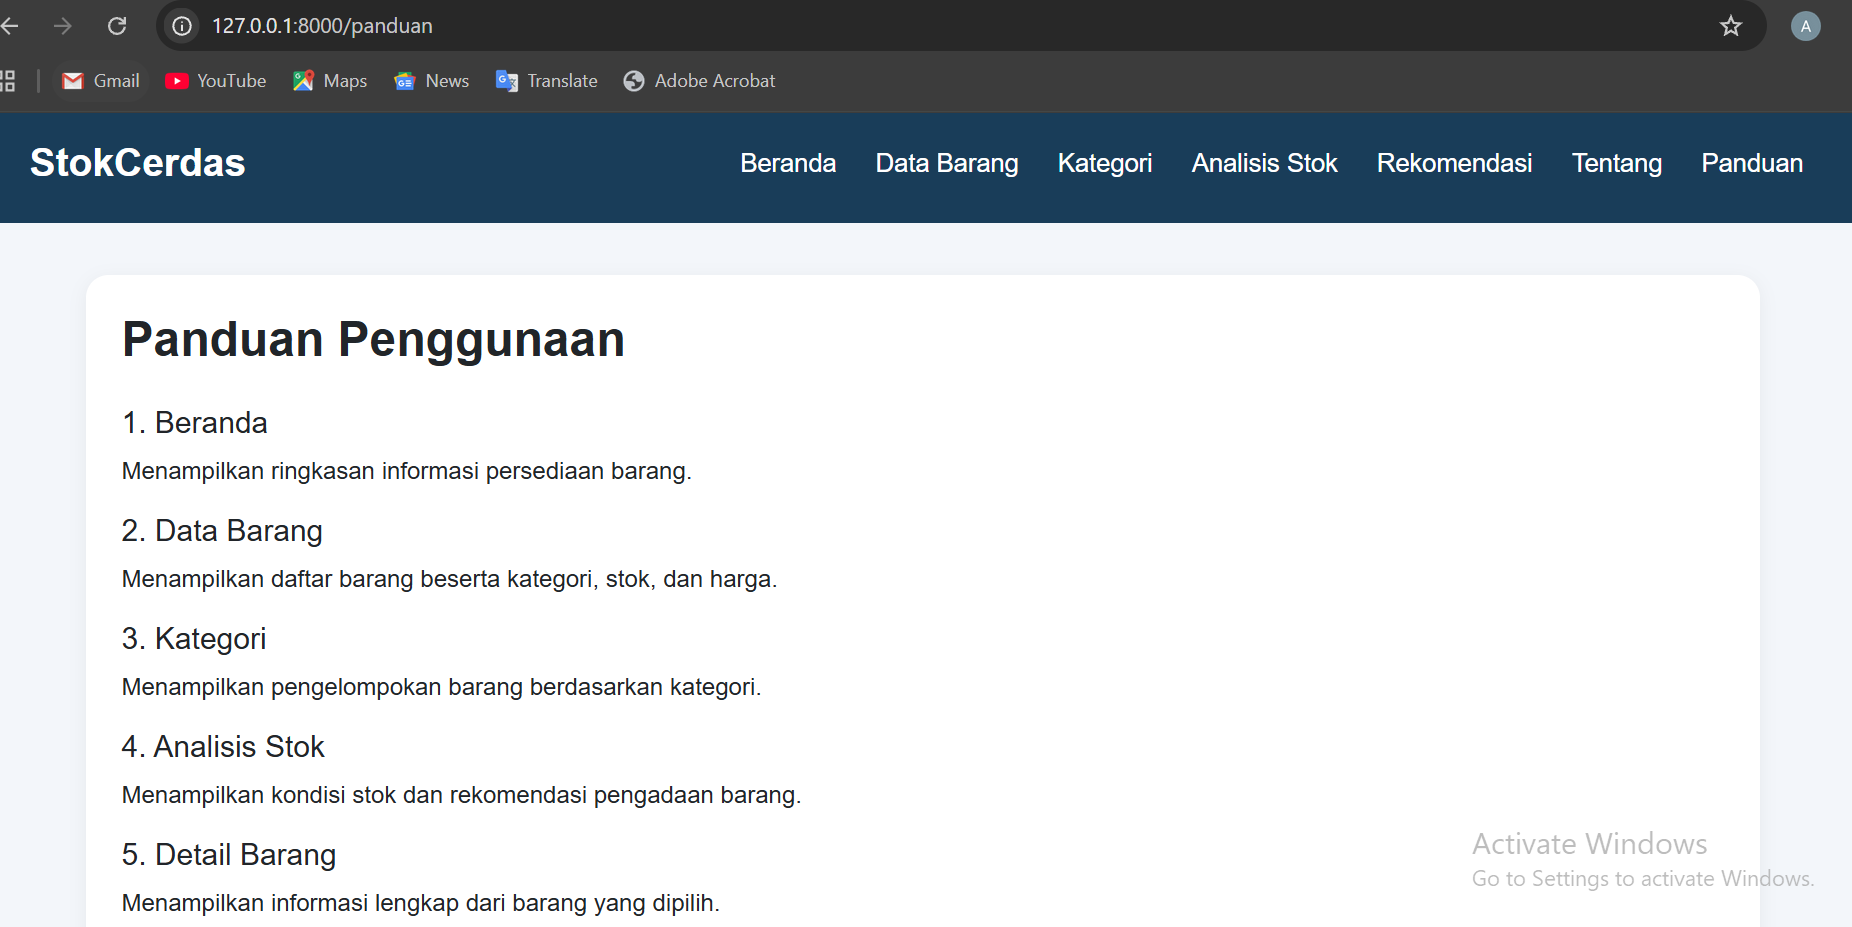 127.0.0.1:8000/panduan
A
Gmail YouTube Maps News Translate Adobe Acrobat
StokCerdas Beranda Data Barang Kategori Analisis Stok Rekomendasi Tentang Panduan
Panduan Penggunaan
1. Beranda
Menampilkan ringkasan informasi persediaan barang.
2. Data Barang
Menampilkan daftar barang beserta kategori, stok, dan harga.
3. Kategori
Menampilkan pengelompokan barang berdasarkan kategori.
4. Analisis Stok
Menampilkan kondisi stok dan rekomendasi pengadaan barang.
5. Detail Barang
Menampilkan informasi lengkap dari barang yang dipilih.
Activate Windows
Go to Settings to activate Windows.